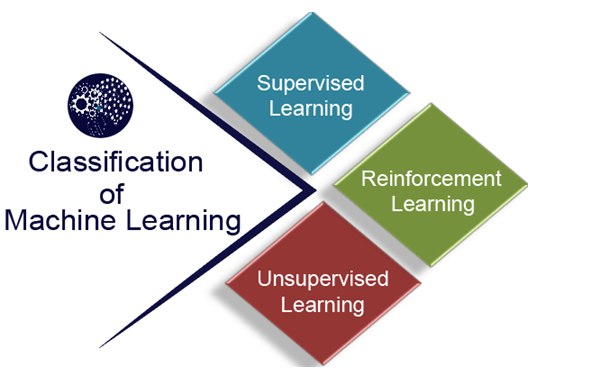 Classification
of
Machine Learning
Supervised
Learning
Reinforcement
Learning
Unsupervised
Learning